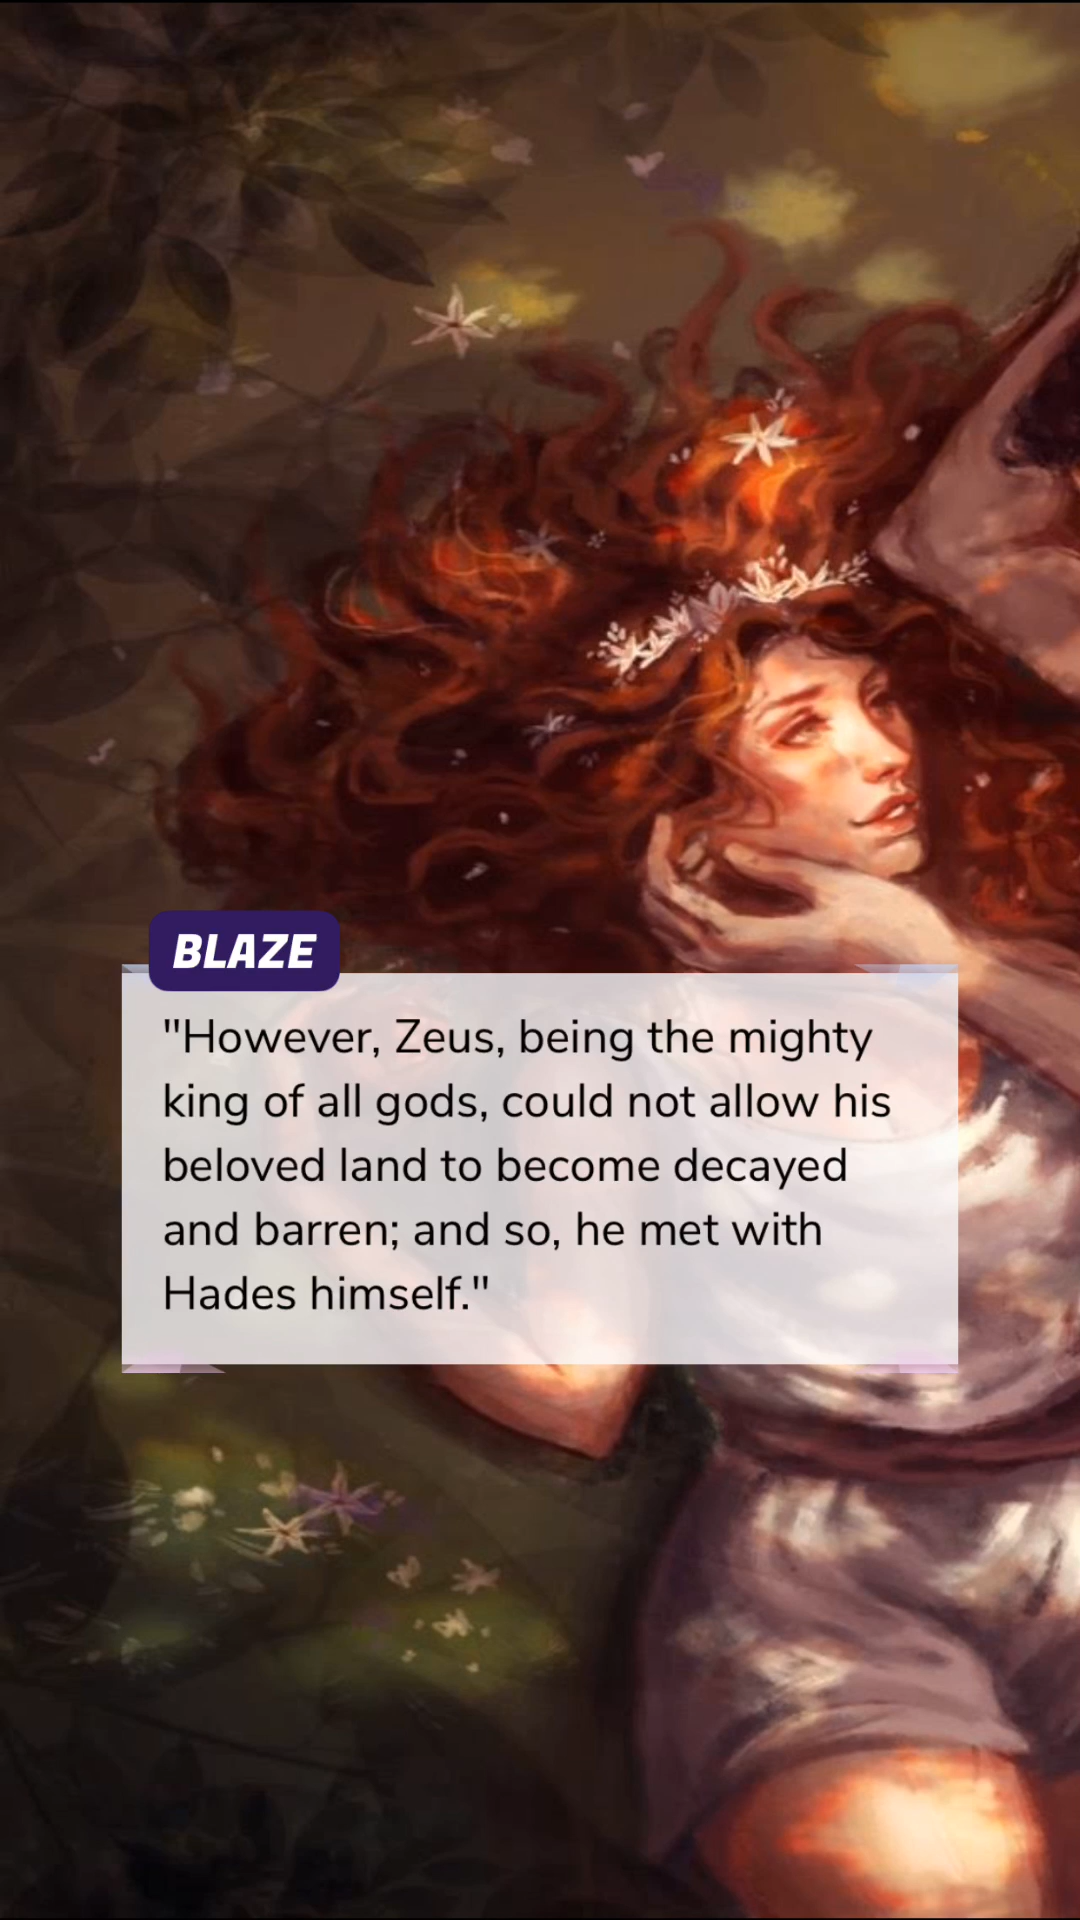 BLAZE
"However, Zeus, being the mighty
king of all gods, could not allow his
beloved land to become decayed
and barren; and so, he met with
Hades himself."